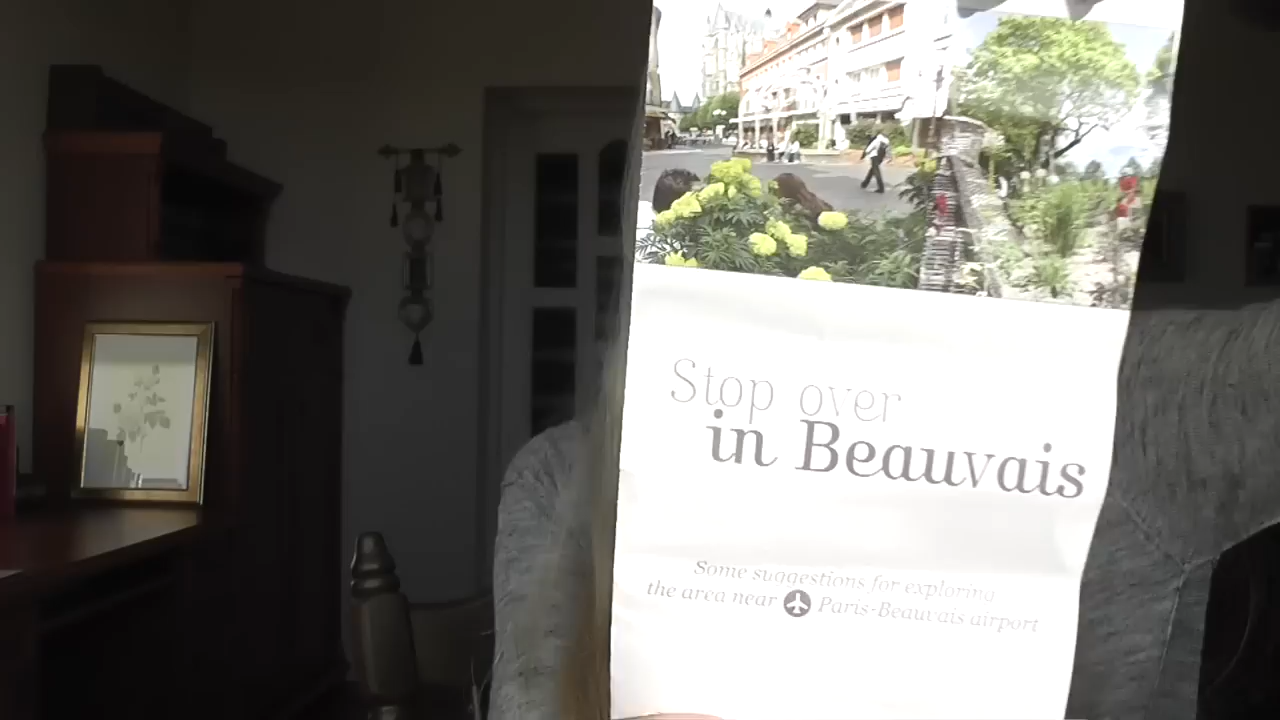 Stop over
in Beauvais
Some suggestions for exploring
the area near Paris-Beauvais airport